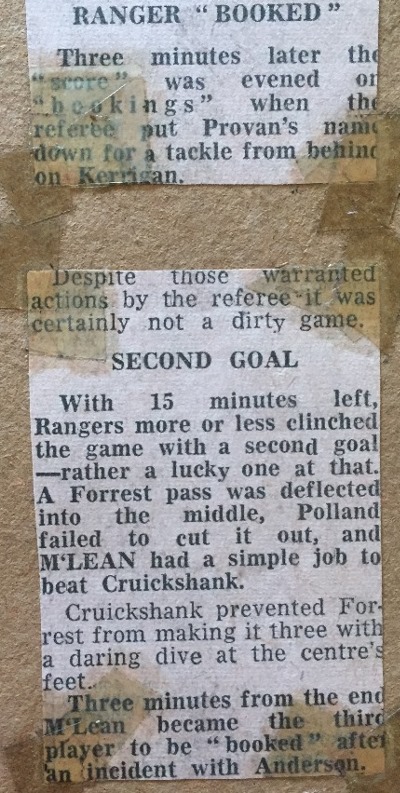 RANGER "BOOKED"
Three minutes later the
"score" was evened on
"bookings" when the
referee put Provan's name
down for a tackle from behind
on Kerrigan.
Despite those warranted
actions by the referee it was
certainly not a dirty game.
SECOND GOAL
With 15 minutes left,
Rangers more or less clinched
the game with a second goal
—rather a lucky one at that.
A Forrest pass was deflected
into the middle, Polland
failed to cut it out, and
M'LEAN had a simple job to
beat Cruickshank.
Cruickshank prevented For-
rest from making it three with
a daring dive at the centre's
feet.
Three minutes from the end
M'Lean became the third
player to be "booked" after
an incident with Anderson.